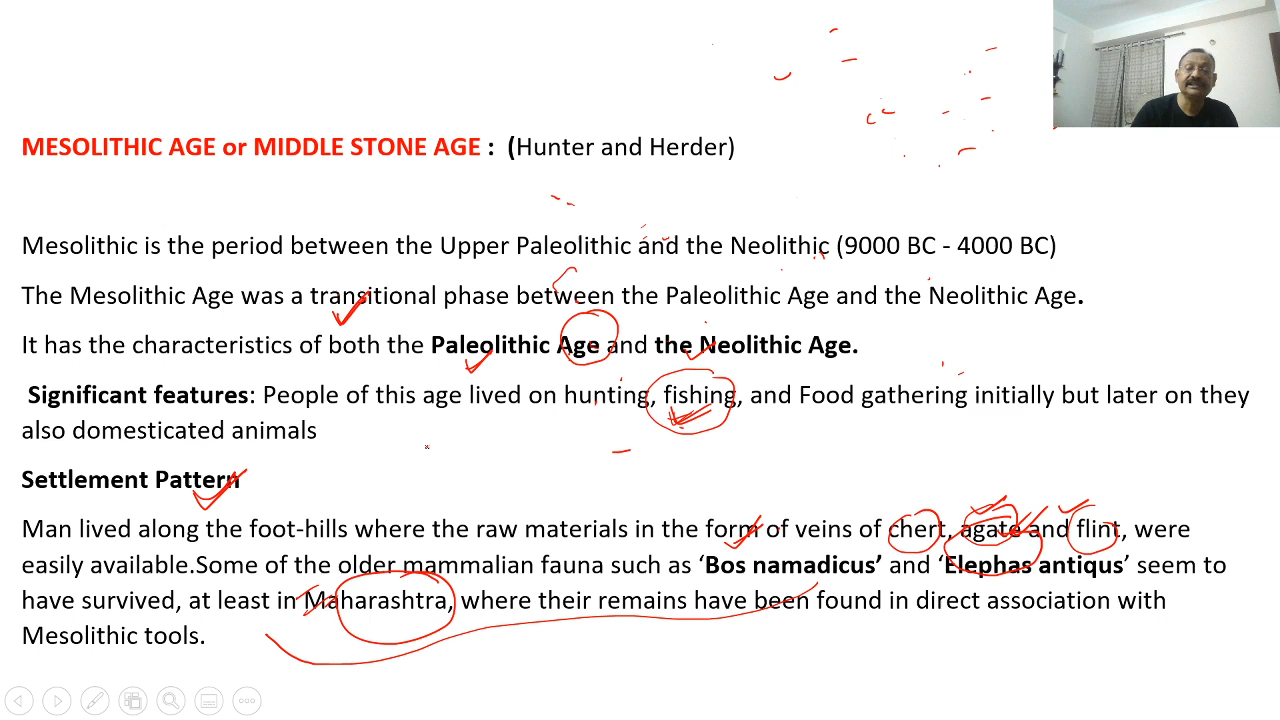 MESOLITHIC AGE or MIDDLE STONE AGE : (Hunter and Herder)
Mesolithic is the period between the Upper Paleolithic and the Neolithic (9000 BC - 4000 BC)
The Mesolithic Age was a transitional phase between the Paleolithic Age and the Neolithic Age.
It has the characteristics of both the Paleolithic Age and the Neolithic Age.
Significant features: People of this age lived on hunting, fishing, and Food gathering initially but later on they
also domesticated animals
Settlement Pattern
Man lived along the foot-hills where the raw materials in the form of veins of chert, agate and flint, were
easily available.Some of the older mammalian fauna such as ‘Bos namadicus’ and ‘Elephas antiqus’ seem to
have survived, at least in Maharashtra, where their remains have been found in direct association with
Mesolithic tools.